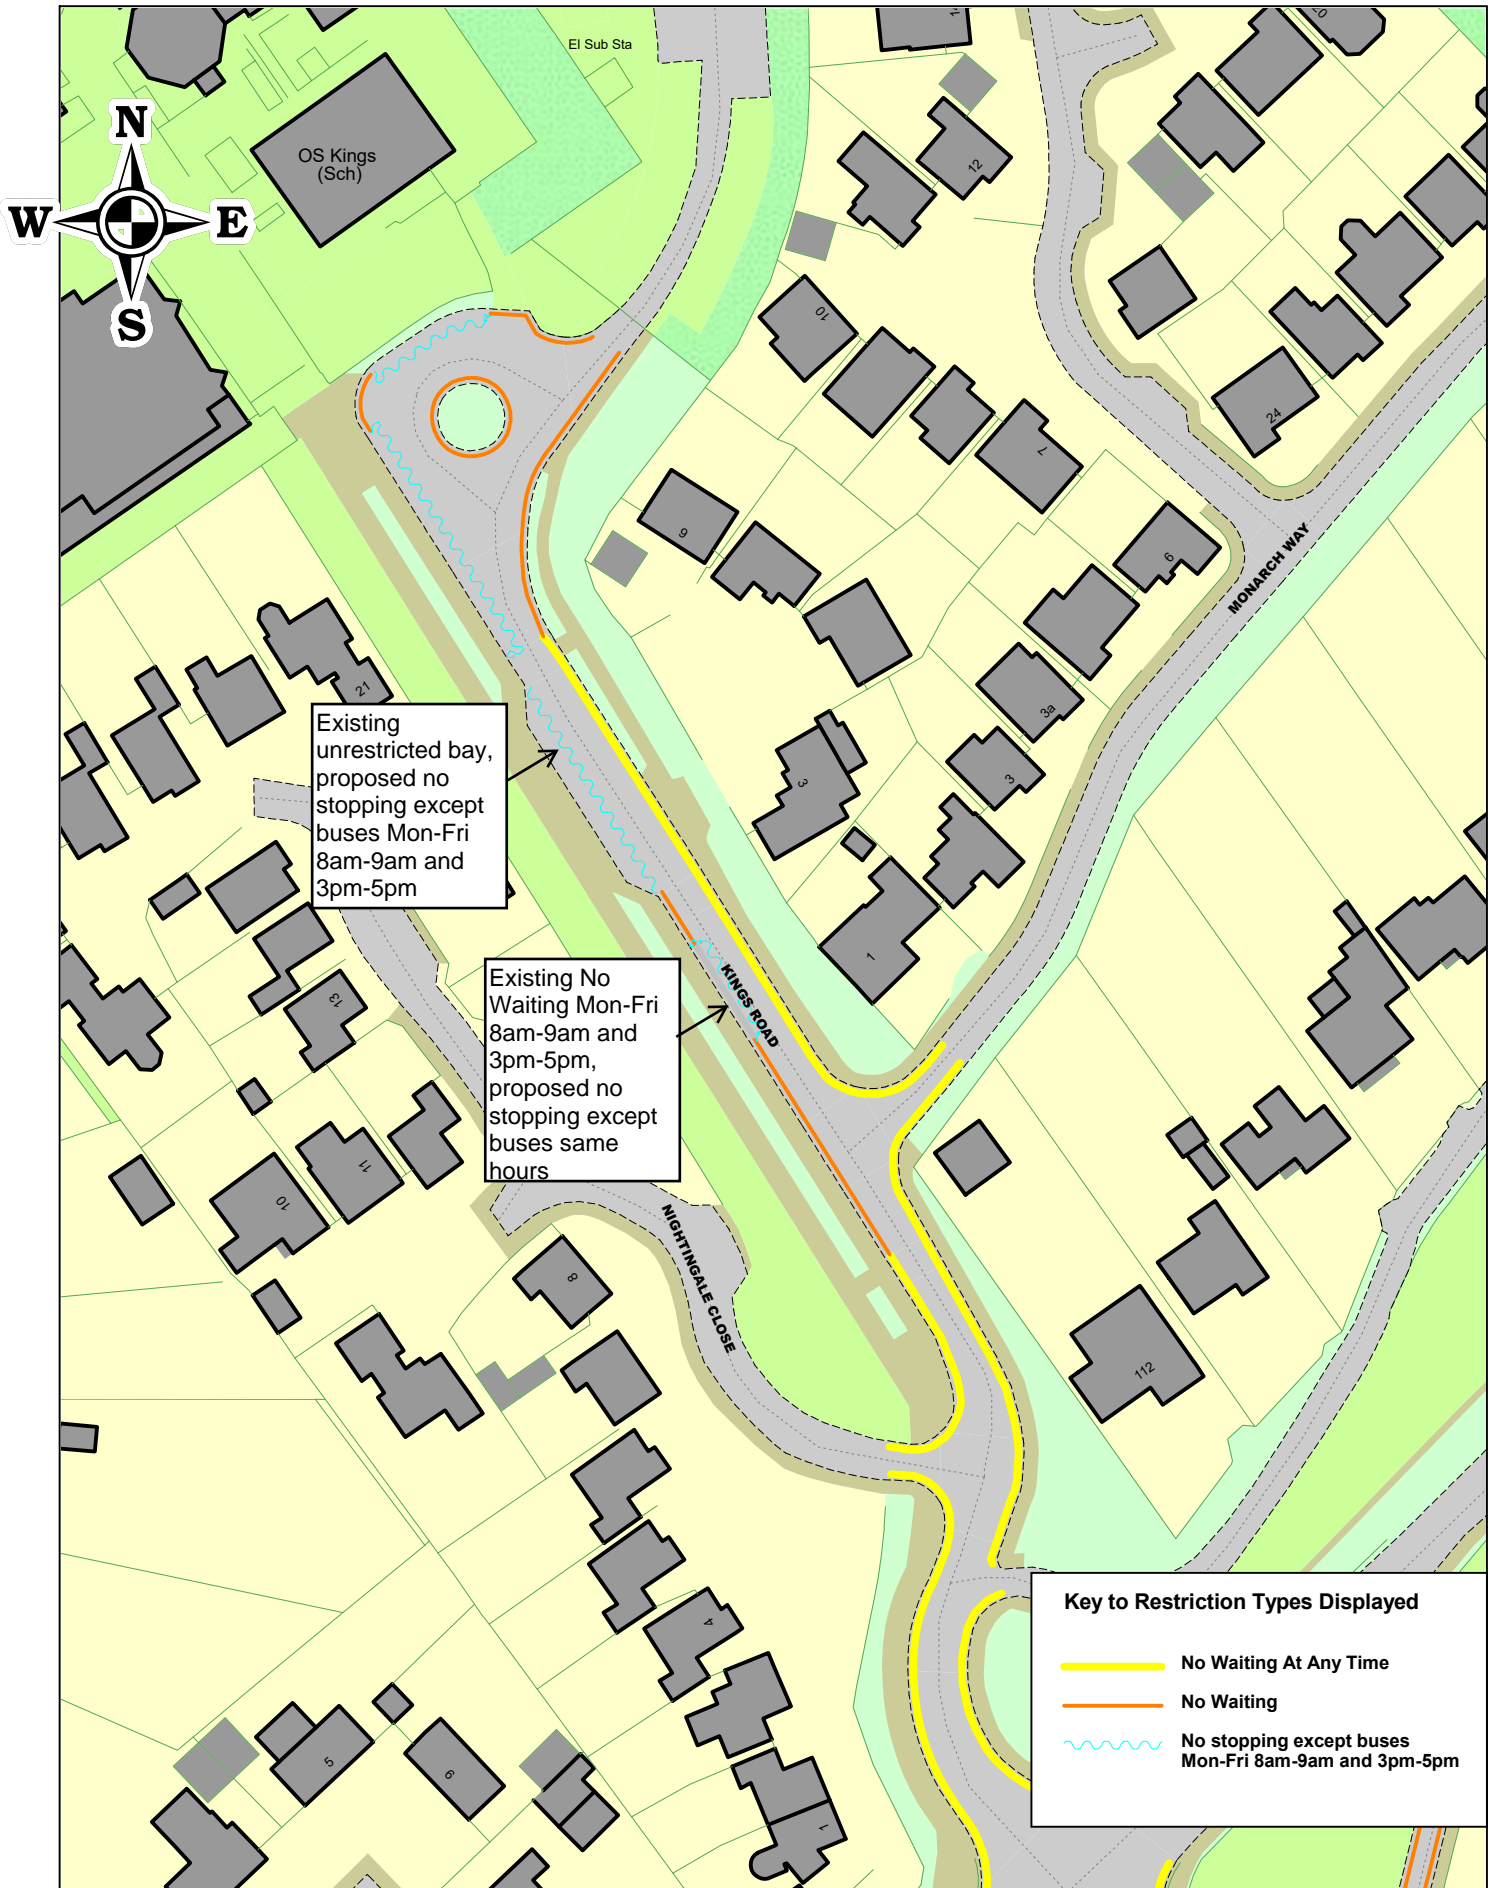 El Sub Sta
20
N
OS Kings
(Sch)
12
W
E
S
10
24
7
9
6
MONARCH WAY
21
3a
Existing
unrestricted bay,
proposed no
stopping except
buses Mon-Fri
8am-9am and
3pm-5pm
3
3
1
KINGS ROAD
Existing No
Waiting Mon-Fri
8am-9am and
3pm-5pm,
proposed no
stopping except
buses same
hours
13
11
10
NIGHTINGALE CLOSE
8
112
4
5
1
Key to Restriction Types Displayed
No Waiting At Any Time
No Waiting
No stopping except buses
Mon-Fri 8am-9am and 3pm-5pm